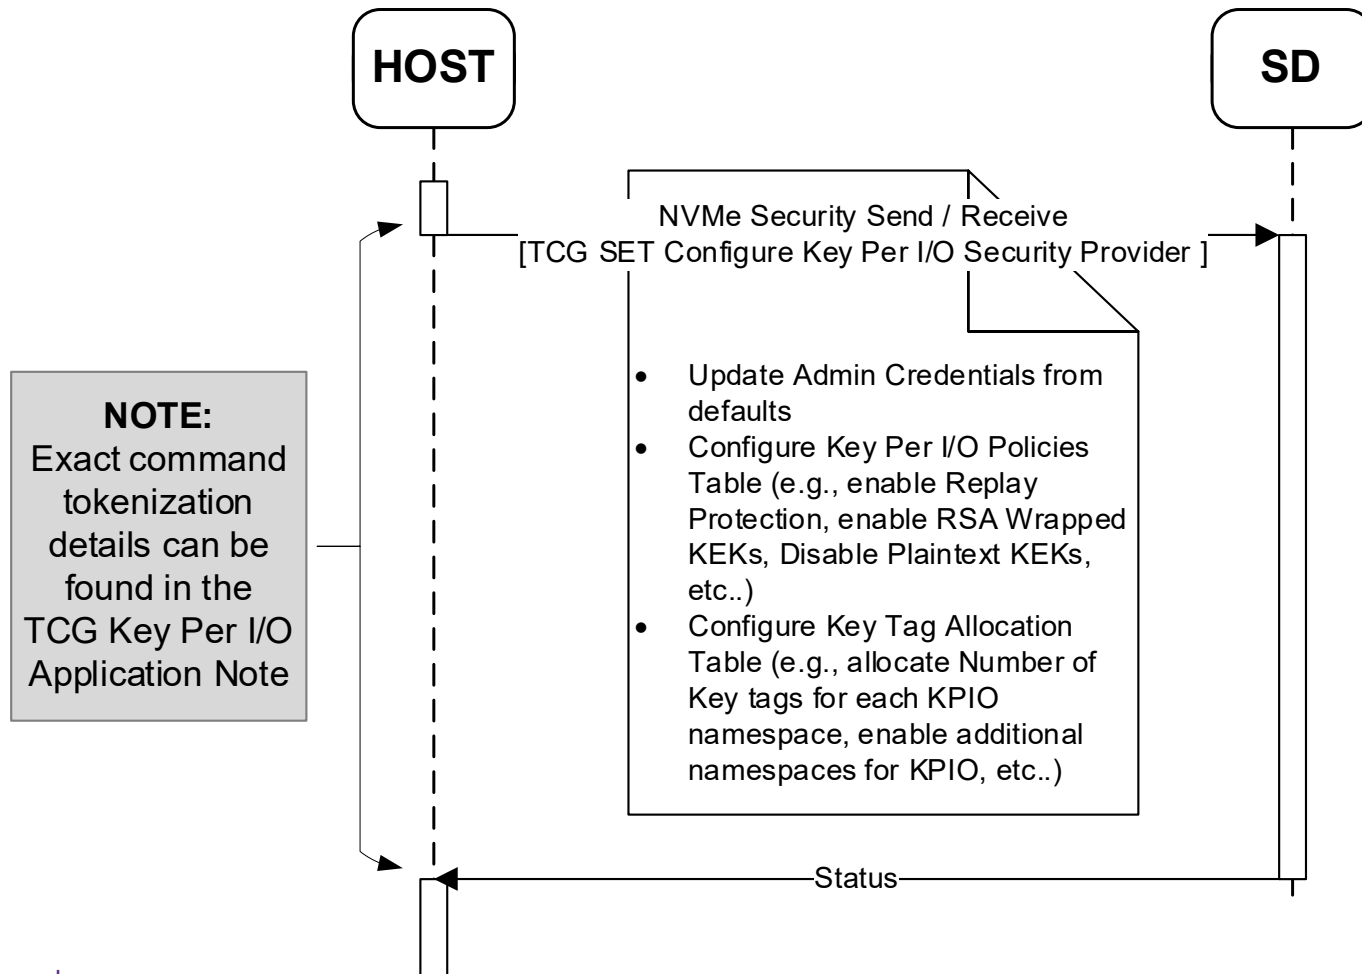 HOST
SD
NVMe Security Send / Receive
[TCG SET Configure Key Per I/O Security Provider ]
NOTE:
Exact command
tokenization
details can be
found in the
TCG Key Per I/O
Application Note
• Update Admin Credentials from
defaults
• Configure Key Per I/O Policies
Table (e.g., enable Replay
Protection, enable RSA Wrapped
KEKs, Disable Plaintext KEKs,
etc..)
• Configure Key Tag Allocation
Table (e.g., allocate Number of
Key tags for each KPIO
namespace, enable additional
namespaces for KPIO, etc..)
Status